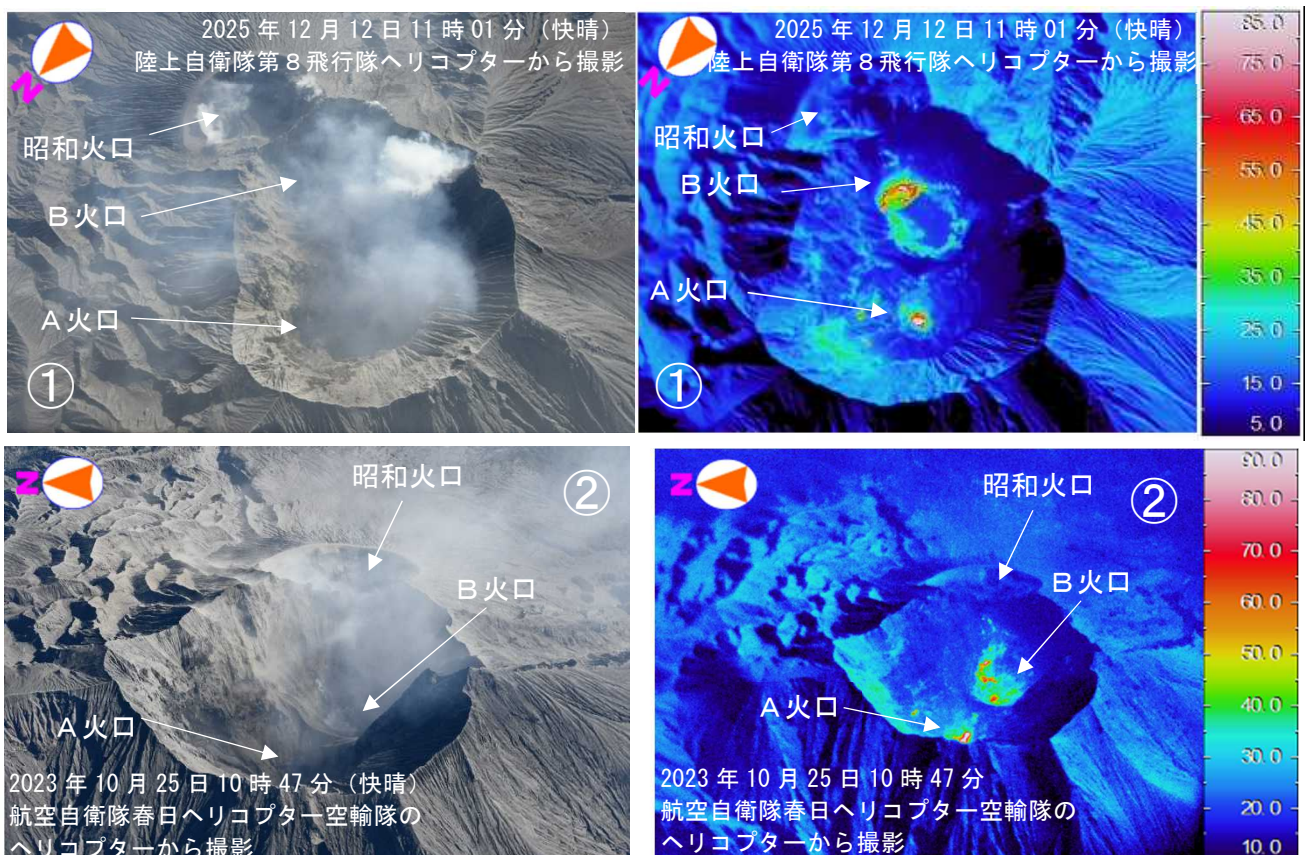 2025年12月12日11時01分（快晴）
陸上自衛隊第８飛行隊ヘリコプターから撮影
N
昭和火口
Ｂ火口
Ａ火口
①
2025年12月12日11時01分（快晴）
陸上自衛隊第８飛行隊ヘリコプターから撮影
N
昭和火口
Ｂ火口
Ａ火口
①
85.0
75.0
65.0
55.0
45.0
35.0
25.0
15.0
5.0
N
昭和火口
②
Ｂ火口
Ａ火口
2023年10月25日10時47分（快晴）
航空自衛隊春日ヘリコプター空輸隊の
ヘリコプターから撮影
N
昭和火口
②
Ｂ火口
Ａ火口
2023年10月25日10時47分
航空自衛隊春日ヘリコプター空輸隊の
ヘリコプターから撮影
90.0
80.0
70.0
60.0
50.0
40.0
30.0
20.0
10.0